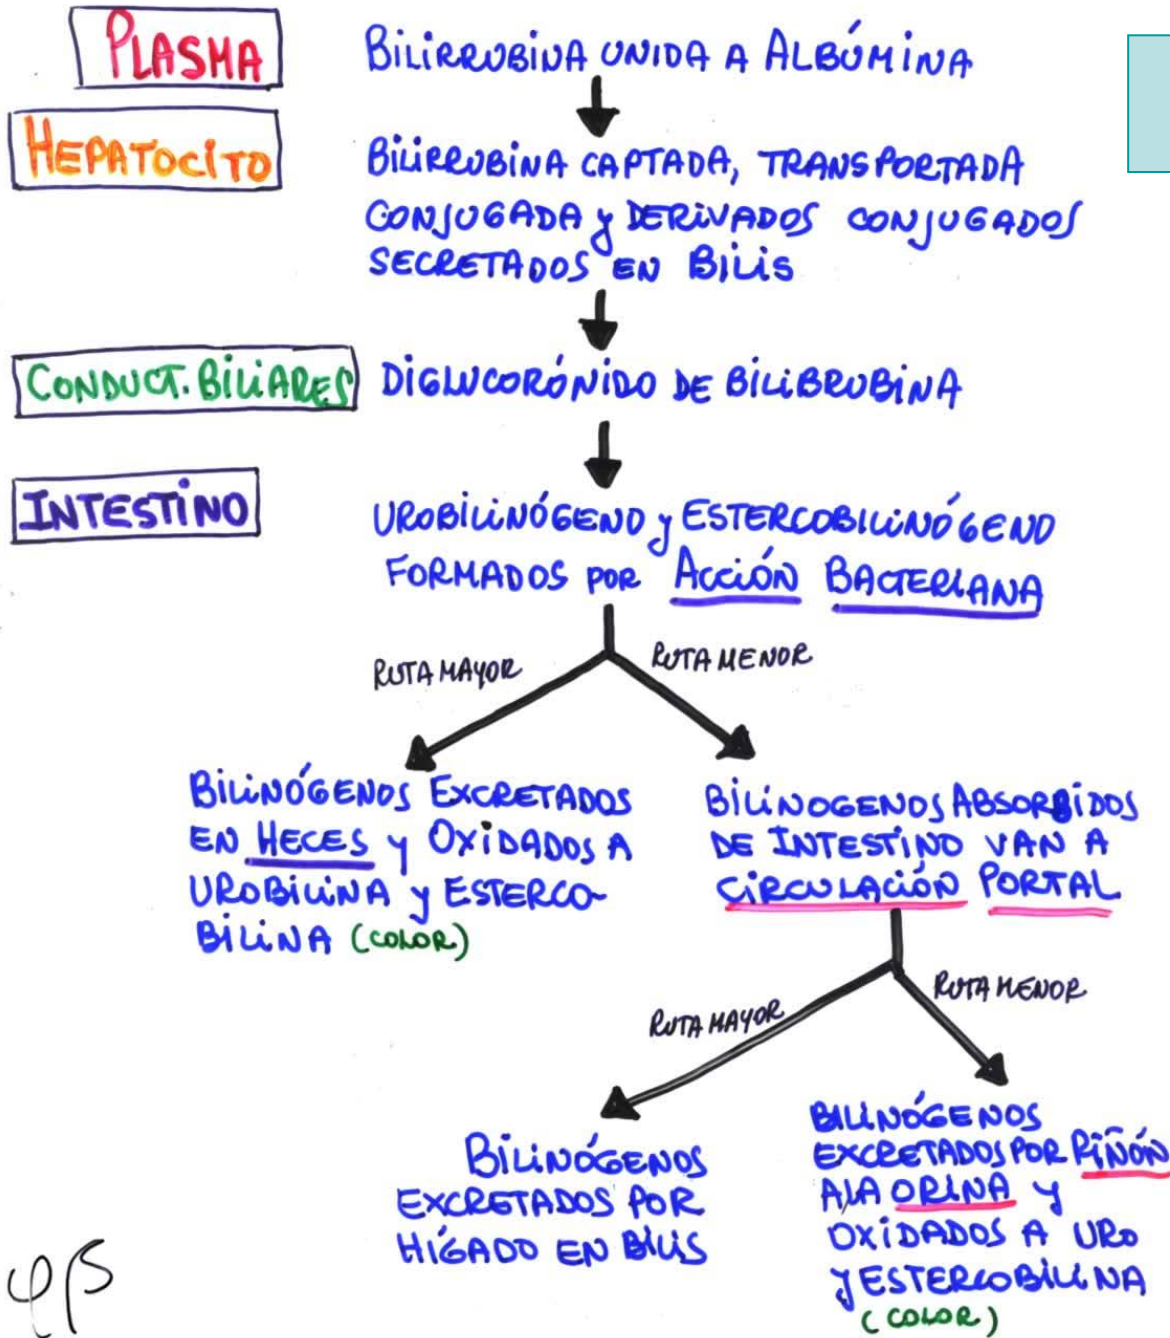 PLASMA
BILIRRUBINA UNIDA A ALBÚMINA
HEPATOCITO
BILIRRUBINA CAPTADA, TRANSPORTADA
CONJUGADA y DERIVADOS CONJUGADOS
SECRETADOS EN BILIS
CONDUCT. BILIARES
DIGLUCORÓNIDO DE BILIBRUBINA
INTESTINO
UROBILINÓGENO y ESTERCOBILINÓGENO
FORMADOS POR ACCIÓN BACTERIANA
RUTA MAYOR
RUTA MENOR
BILINÓGENOS EXCRETADOS
EN HECES y OXIDADOS A
UROBILINA y ESTERCO-
BILINA (COLOR)
BILINOGENOS ABSORBIDOS
DE INTESTINO VAN A
CIRCULACIÓN PORTAL
RUTA MAYOR
RUTA MENOR
BILINÓGENOS
EXCRETADOS POR
HÍGADO EN BILIS
BILINÓGENOS
EXCRETADOS POR RIÑÓN
A LA ORINA y
OXIDADOS A URO
y ESTERCOBILINA
(COLOR)